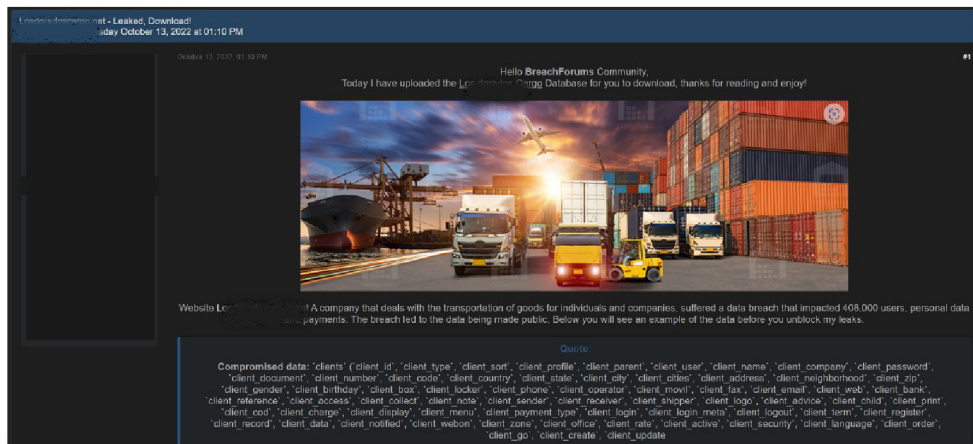 net - Leaked, Download!
sday October 13, 2022 at 01:10 PM
October 13, 2022, 01:10 PM
#1
Hello BreachForums Community,
Today I have uploaded the Cargo Database for you to download, thanks for reading and enjoy!
Website Lo A company that deals with the transportation of goods for individuals and companies, suffered a data breach that impacted 408,000 users, personal data
payments. The breach led to the data being made public. Below you will see an example of the data before you unblock my leaks.
Quote:
Compromised data: `clients` (`client_id`, `client_type`, `client_sort`, `client_profile`, `client_parent`, `client_user`, `client_name`, `client_company`, `client_password`,
`client_document`, `client_number`, `client_code`, `client_country`, `client_state`, `client_city`, `client_cities`, `client_address`, `client_neighborhood`, `client_zip`,
`client_gender`, `client_birthday`, `client_box`, `client_locker`, `client_phone`, `client_operator`, `client_movil`, `client_fax`, `client_email`, `client_web`, `client_bank`,
`client_reference`, `client_access`, `client_collect`, `client_note`, `client_sender`, `client_receiver`, `client_shipper`, `client_logo`, `client_advice`, `client_child`, `client_print`,
`client_cod`, `client_charge`, `client_display`, `client_menu`, `client_payment_type`, `client_login`, `client_login_meta`, `client_logout`, `client_term`, `client_register`,
`client_record`, `client_data`, `client_notified`, `client_webon`, `client_zone`, `client_office`, `client_rate`, `client_active`, `client_security`, `client_language`, `client_order`,
`client_go`, `client_create`, `client_update